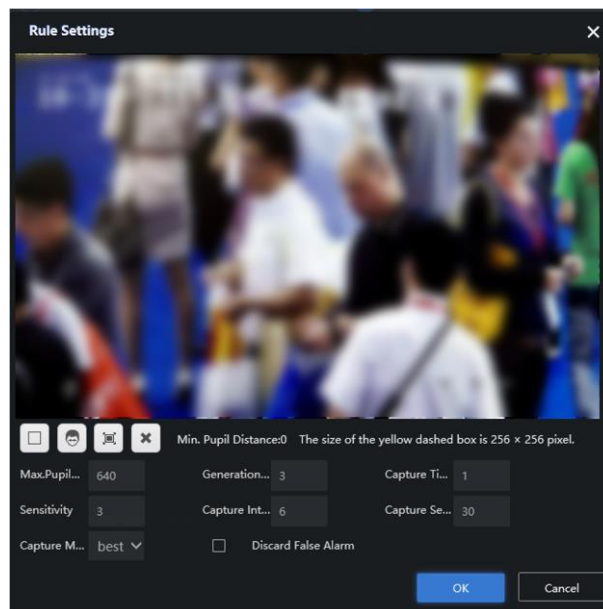 Rule Settings
Min. Pupil Distance:0 The size of the yellow dashed box is 256 × 256 pixel.
Max.Pupil... 640 Generation... 3 Capture Ti... 1
Sensitivity 3 Capture Int... 6 Capture Se... 30
Capture M... best Discard False Alarm
OK Cancel